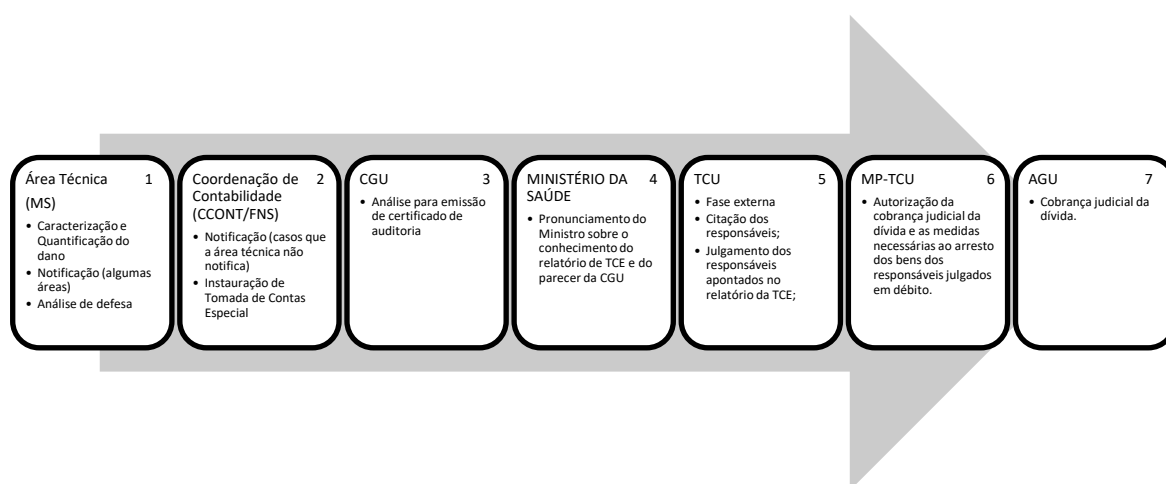 Área Técnica 1
(MS)
• Caracterização e
Quantificação do
dano
• Notificação (algumas
áreas)
• Análise de defesa
Coordenação de 2
Contabilidade
(CCONT/FNS)
• Notificação (casos que
a área técnica não
notifica)
• Instauração de
Tomada de Contas
Especial
CGU 3
• Análise para emissão
de certificado de
auditoria
MINISTÉRIO DA 4
SAÚDE
• Pronunciamento do
Ministro sobre o
conhecimento do
relatório de TCE e do
parecer da CGU
TCU 5
• Fase externa
• Citação dos
responsáveis;
• Julgamento dos
responsáveis
apontados no
relatório da TCE;
MP-TCU 6
• Autorização da
cobrança judicial da
dívida e as medidas
necessárias ao arresto
dos bens dos
responsáveis julgados
em débito.
AGU 7
• Cobrança judicial da
dívida.